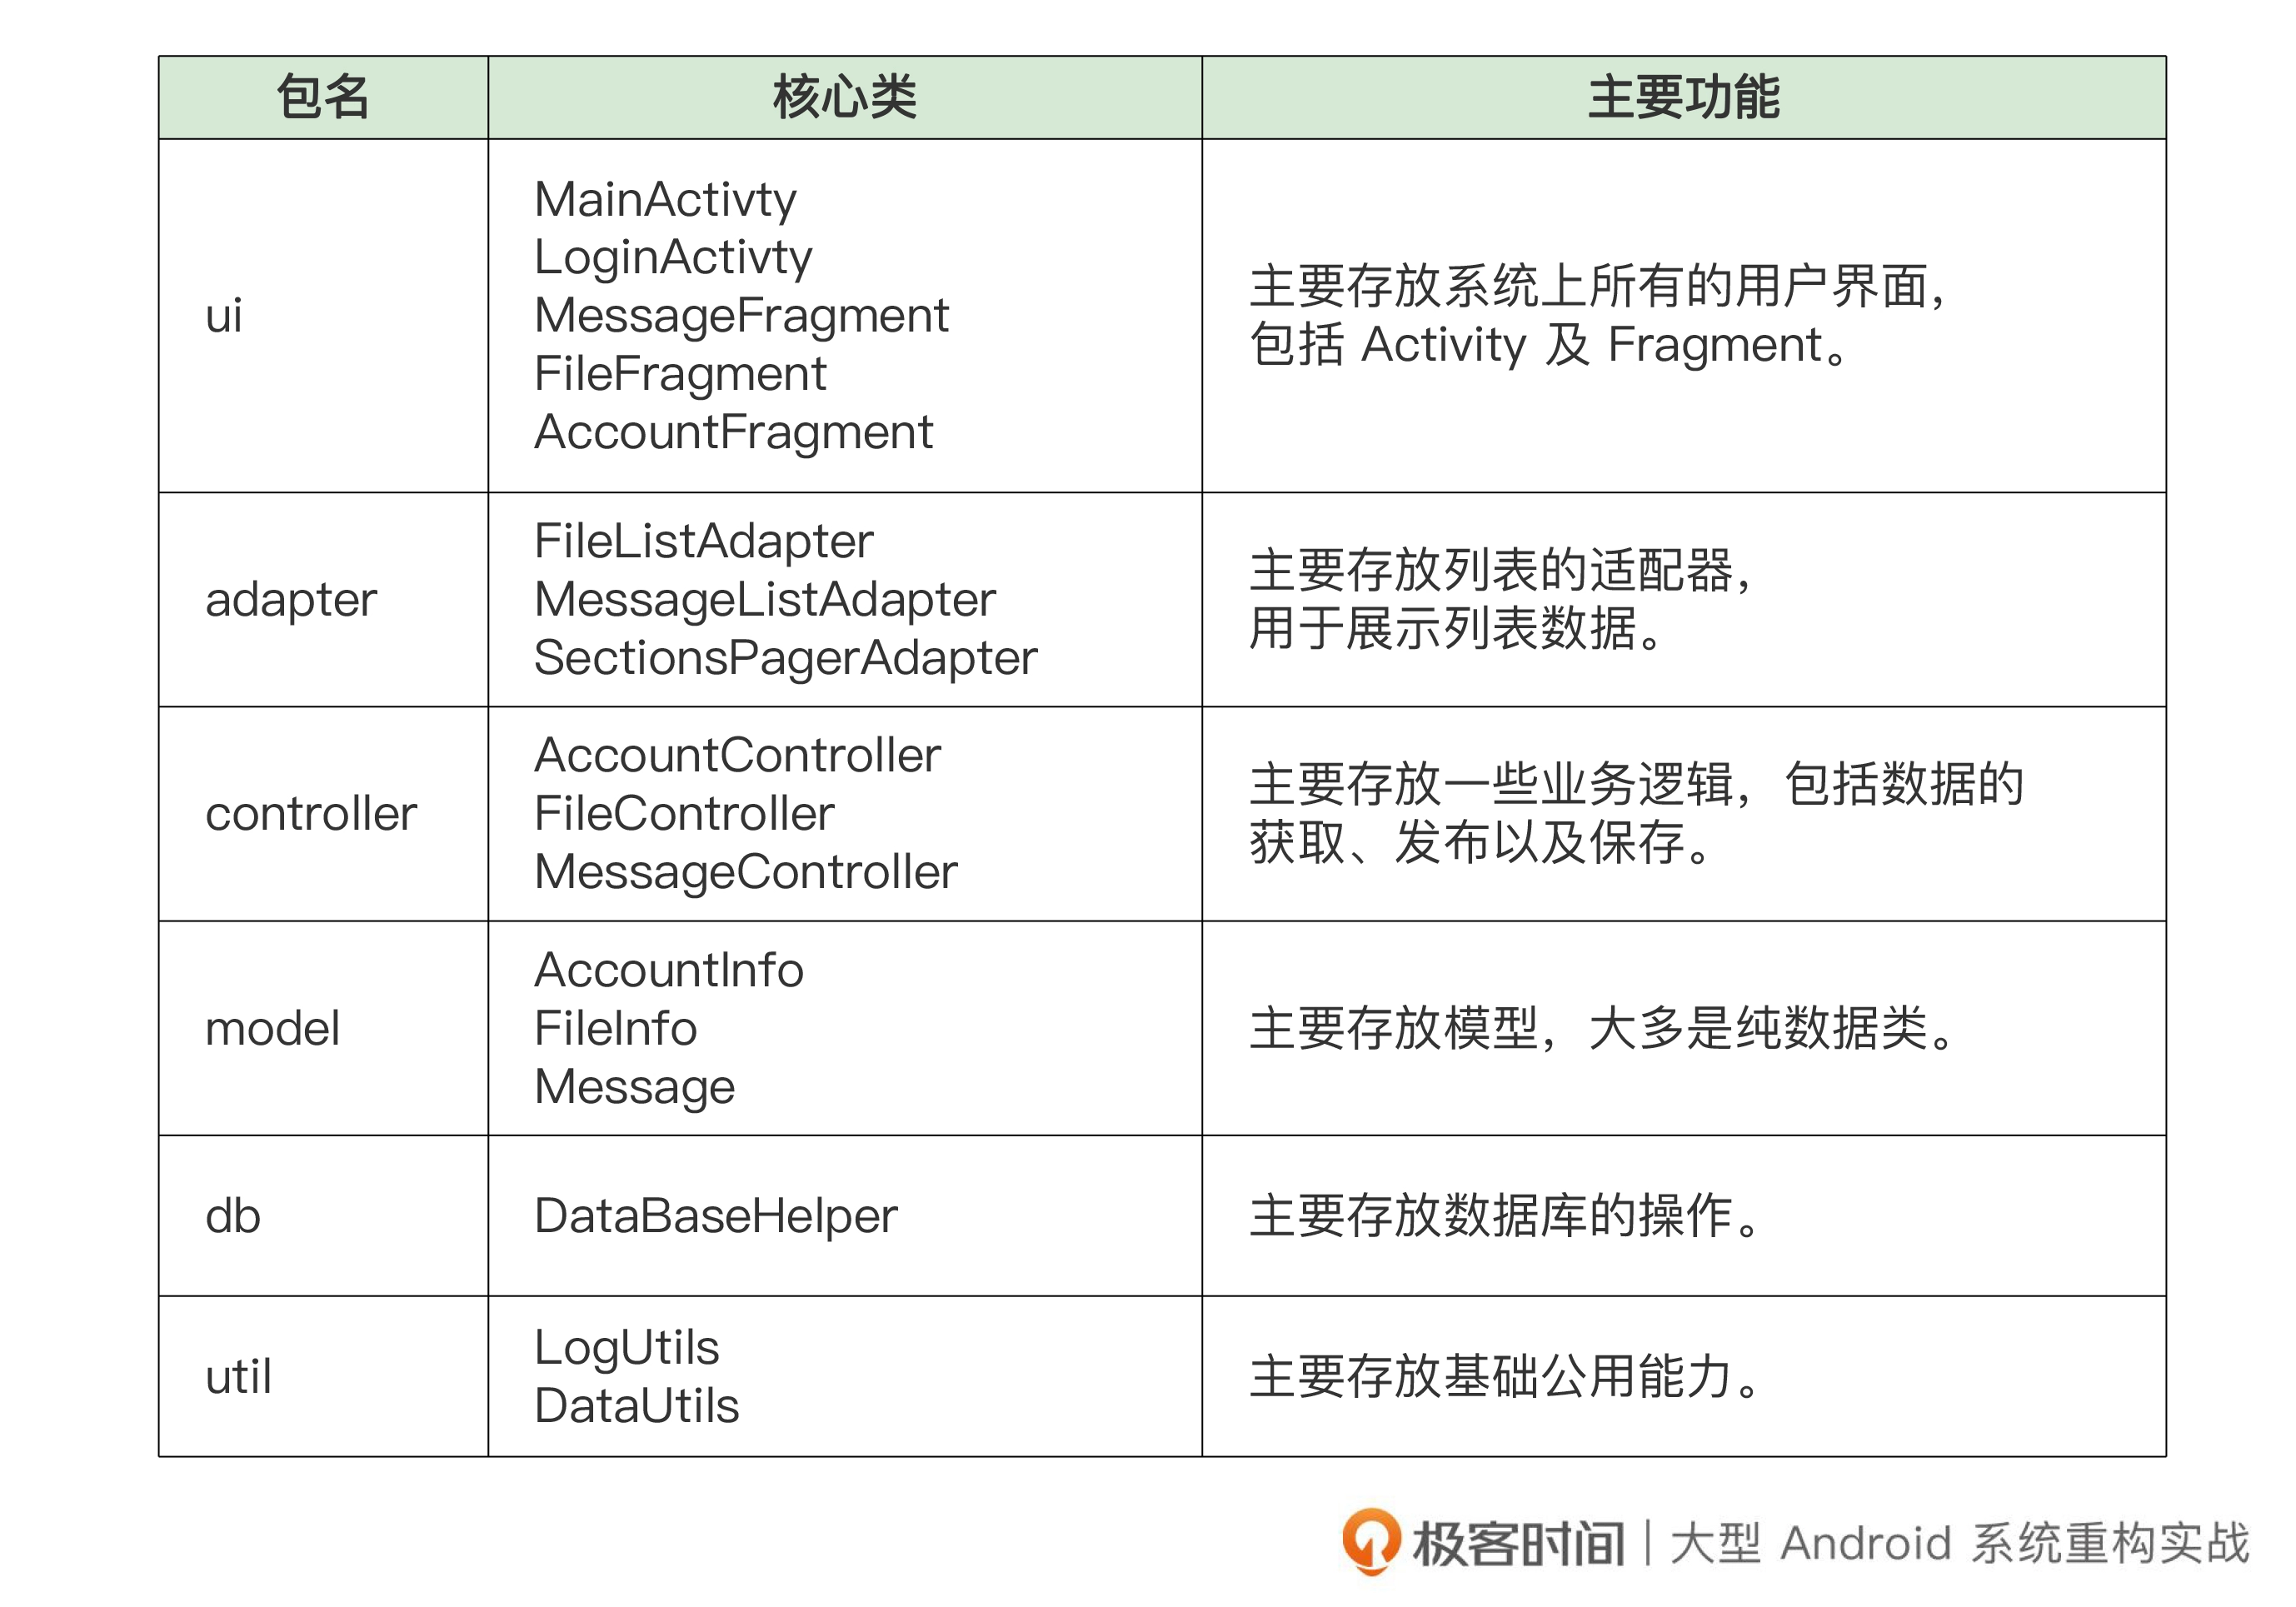 包名 核心类 主要功能
ui
MainActivty
LoginActivty
MessageFragment
FileFragment
AccountFragment
主要存放系统上所有的用户界面，
包括 Activity 及 Fragment。
adapter
FileListAdapter
MessageListAdapter
SectionsPagerAdapter
主要存放列表的适配器，
用于展示列表数据。
controller
AccountController
FileController
MessageController
主要存放一些业务逻辑，包括数据的
获取、发布以及保存。
model
AccountInfo
FileInfo
Message
主要存放模型，大多是纯数据类。
db
DataBaseHelper
主要存放数据库的操作。
util
LogUtils
DataUtils
主要存放基础公用能力。
极客时间 | 大型 Android 系统重构实战